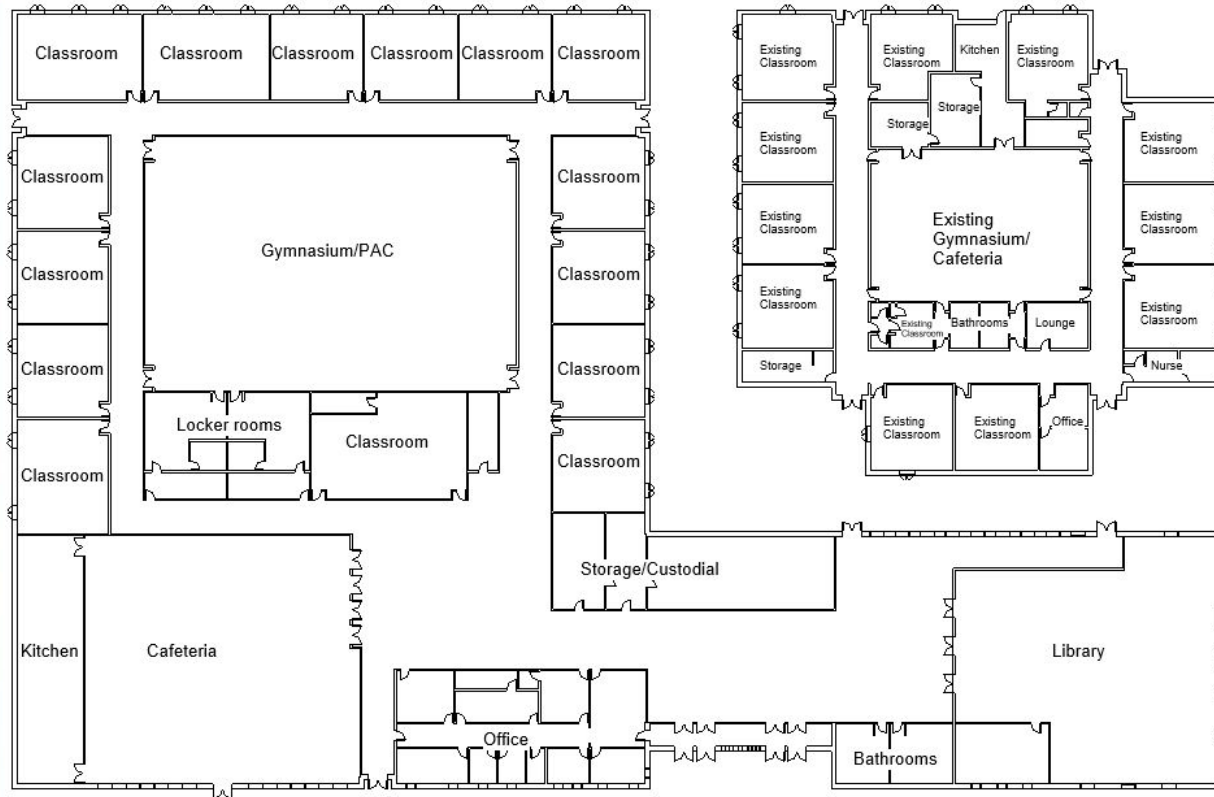 Classroom
Classroom
Classroom
Classroom
Classroom
Classroom
Classroom
Classroom
Gymnasium/PAC
Classroom
Classroom
Classroom
Classroom
Locker rooms
Classroom
Classroom
Classroom
Storage/Custodial
Kitchen
Cafeteria
Office
Bathrooms
Library
Existing
Classroom
Existing
Classroom
Kitchen
Existing
Classroom
Storage
Storage
Existing
Classroom
Existing
Classroom
Existing
Classroom
Existing
Gymnasium/
Cafeteria
Existing
Classroom
Existing
Classroom
Existing
Classroom
Bathrooms
Lounge
Existing
Classroom
Storage
Nurse
Existing
Classroom
Existing
Classroom
Office